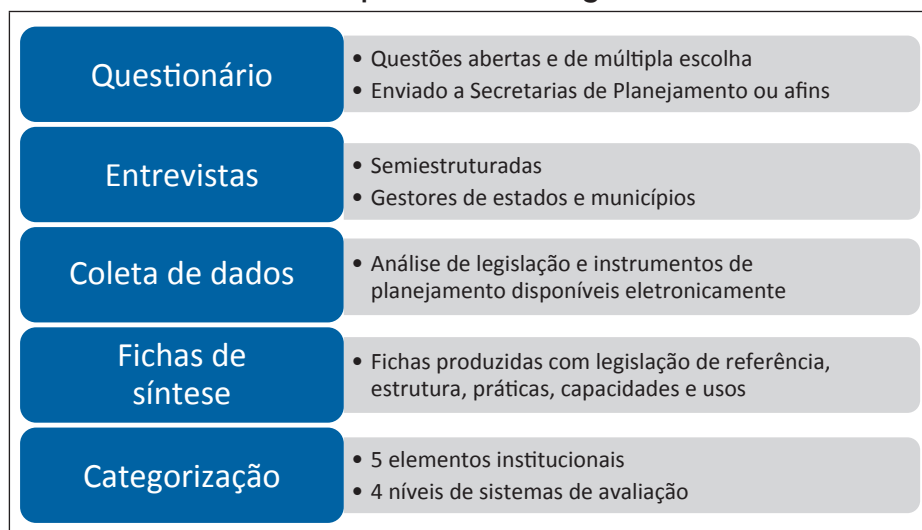 Questionário
• Questões abertas e de múltipla escolha
• Enviado a Secretarias de Planejamento ou afins
Entrevistas
• Semiestruturadas
• Gestores de estados e municípios
Coleta de dados
• Análise de legislação e instrumentos de
planejamento disponíveis eletronicamente
Fichas de
síntese
• Fichas produzidas com legislação de referência,
estrutura, práticas, capacidades e usos
Categorização
• 5 elementos institucionais
• 4 níveis de sistemas de avaliação